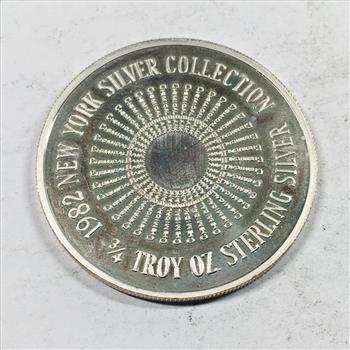 1982 NEW YORK SILVER COLLECTION
3/4 TROY OZ. STERLING SILVER